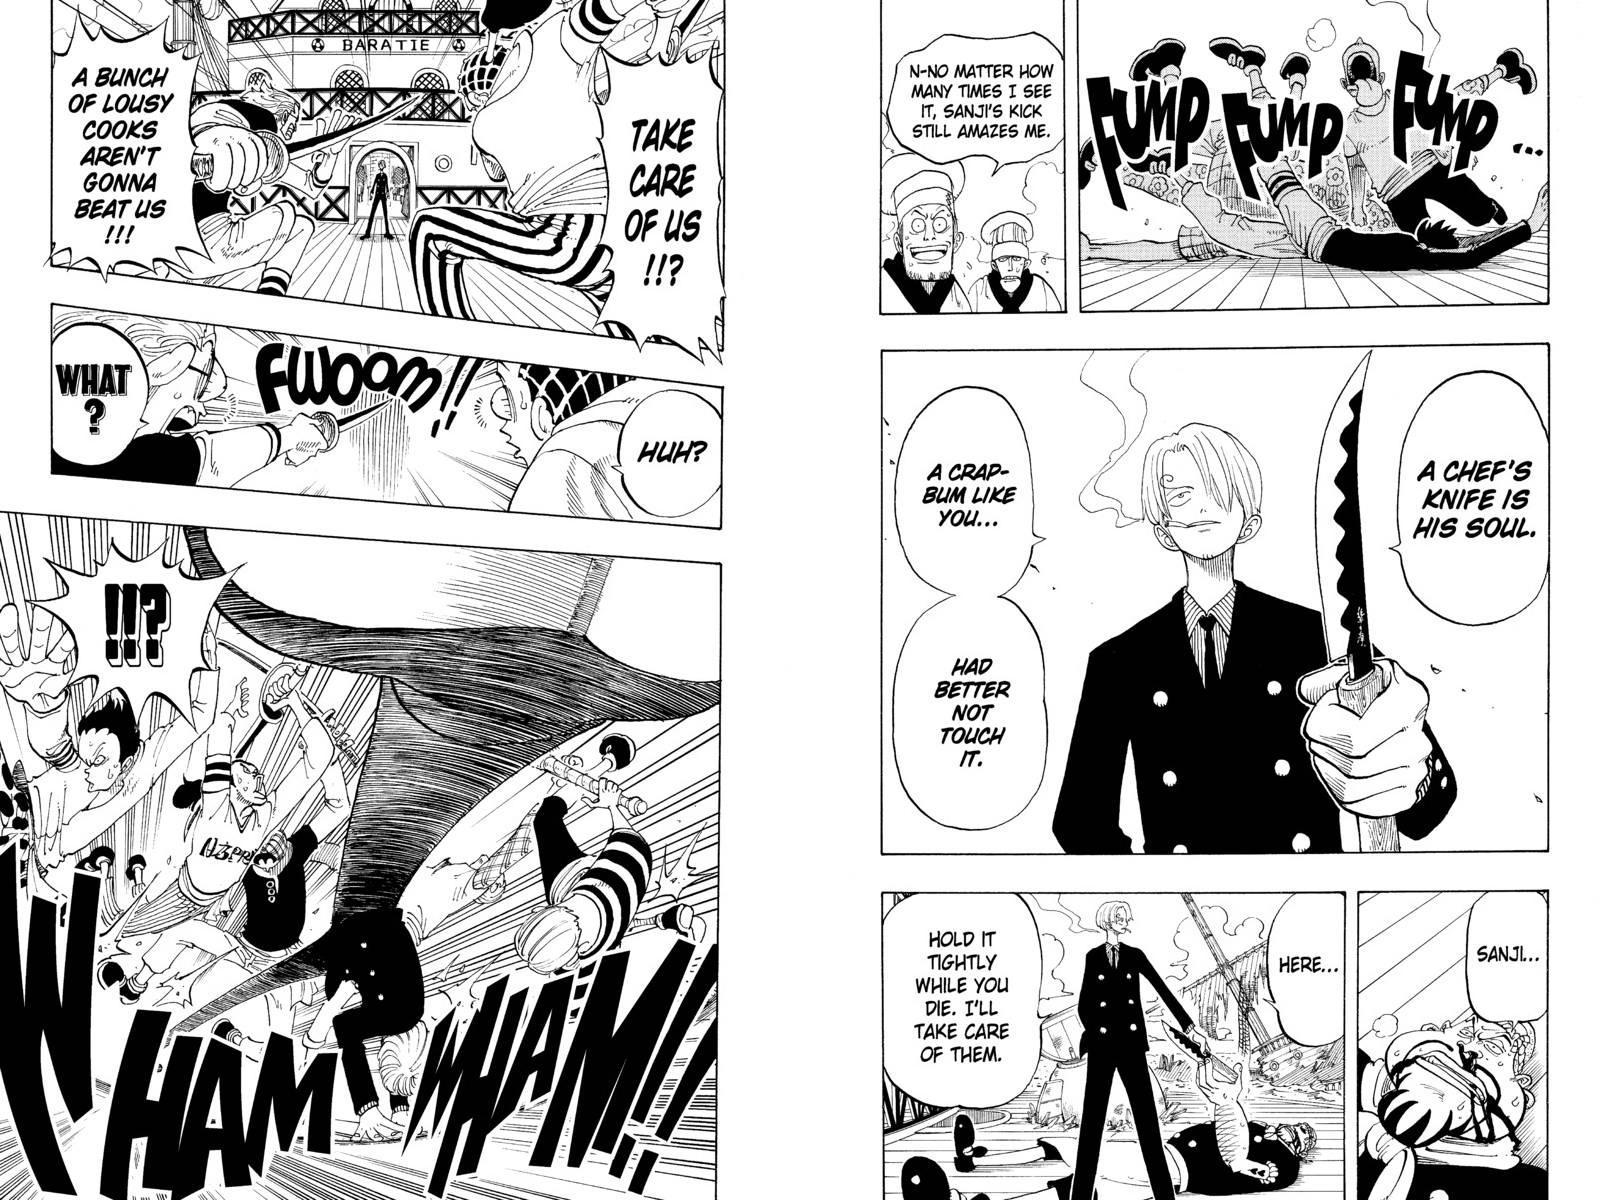 ...
FUMP
FUMP
FUMP
N-NO MATTER HOW
MANY TIMES I SEE
IT, SANJI'S KICK
STILL AMAZES ME.
A CHEF'S
KNIFE IS
HIS SOUL.
A CRAP-
BUM LIKE
YOU...
HAD
BETTER
NOT
TOUCH
IT.
SANJI...
HERE...
HOLD IT
TIGHTLY
WHILE YOU
DIE. I'LL
TAKE CARE
OF THEM.
BARATIE
TAKE
CARE
OF US
!!?
A BUNCH
OF LOUSY
COOKS
AREN'T
GONNA
BEAT US
!!!
HUH?
FWOOM!!
WHAT
?
!!?
WHAM
WHAM!!